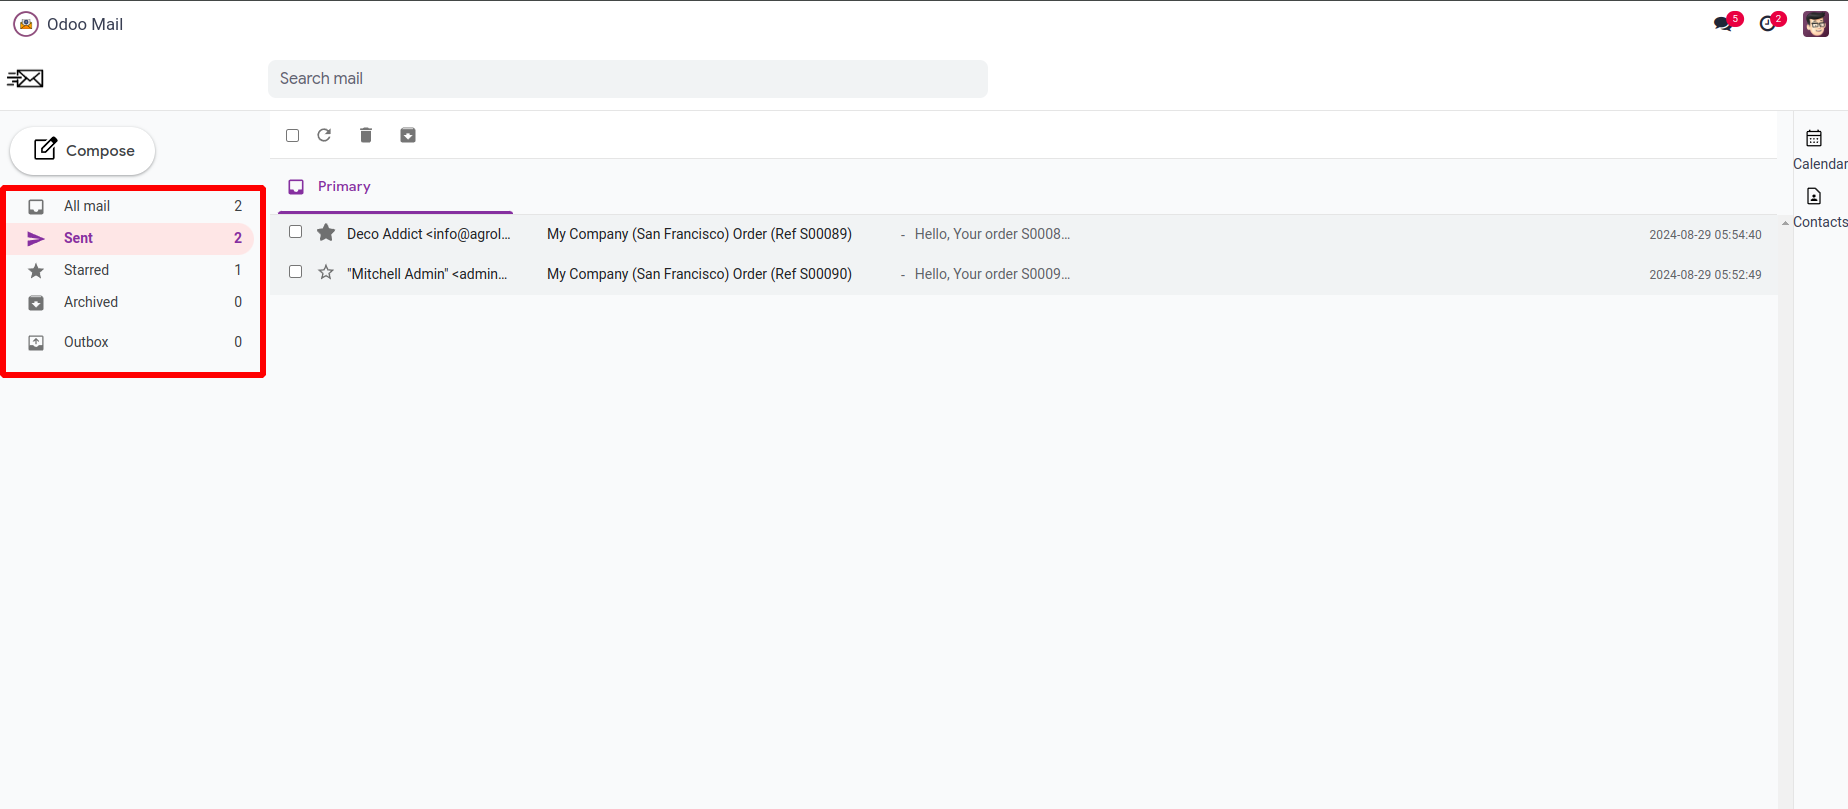 Odoo Mail
5
2
Search mail
Compose
All mail 2
Sent 2
Starred 1
Archived 0
Outbox 0
Primary
Deco Addict <info@agrol... My Company (San Francisco) Order (Ref S00089) - Hello, Your order S0008... 2024-08-29 05:54:40
"Mitchell Admin" <admin... My Company (San Francisco) Order (Ref S00090) - Hello, Your order S0009... 2024-08-29 05:52:49
Calendar
Contacts